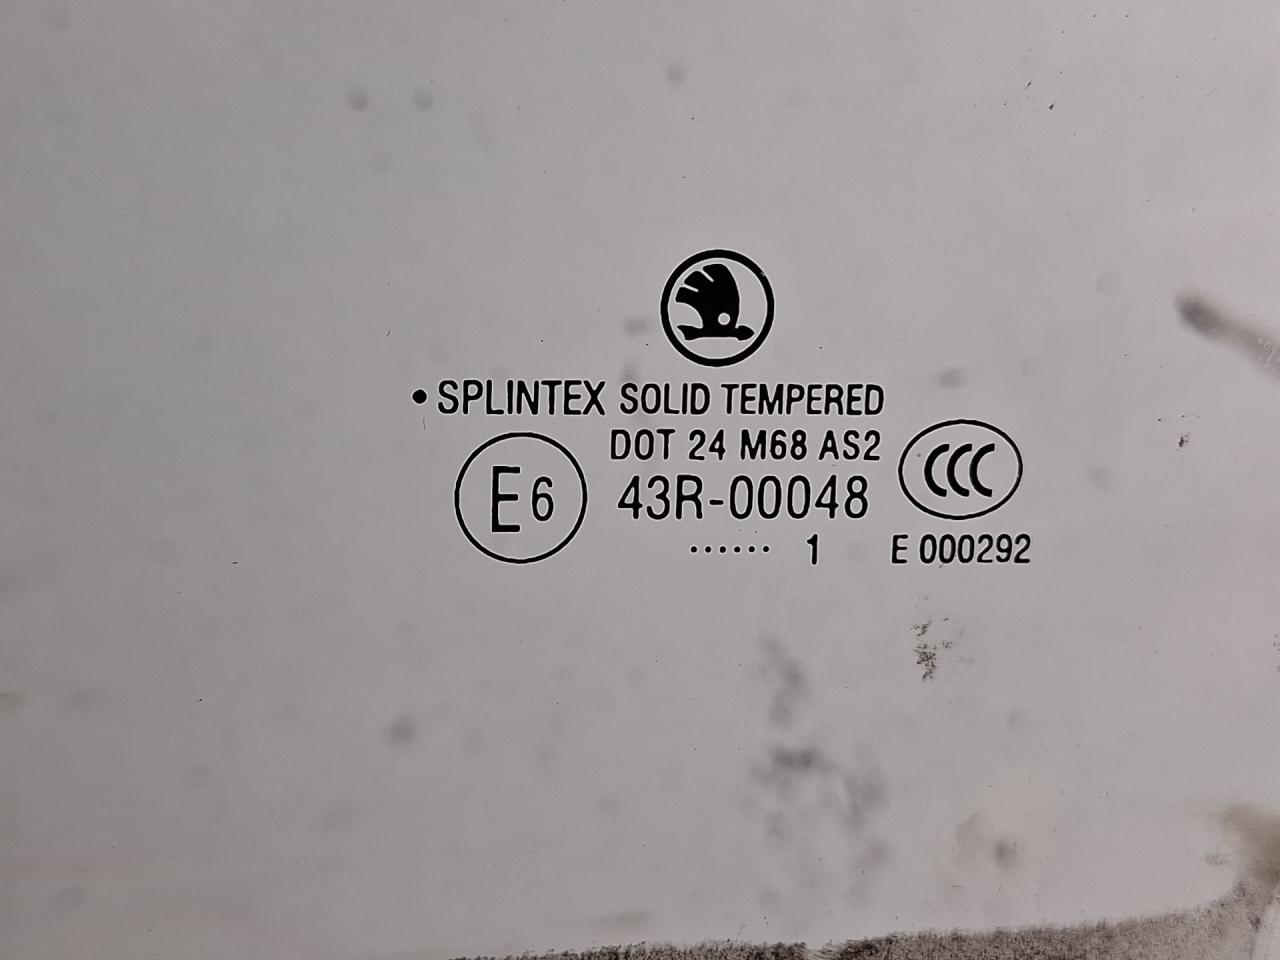 • SPLINTEX SOLID TEMPERED
DOT 24 M68 AS2
E6 43R-00048 CCC
...... 1 E 000292